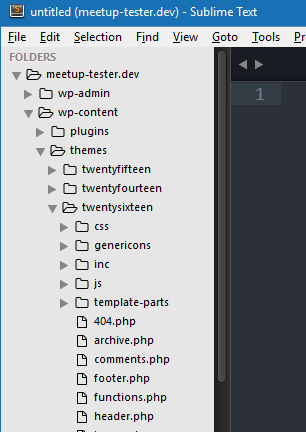 untitled (meetup-tester.dev) - Sublime Text
File Edit Selection Find View Goto Tools
FOLDERS
meetup-tester.dev
1
wp-admin
wp-content
plugins
themes
twentyfifteen
twentyfourteen
twentysixteen
css
genericons
inc
js
template-parts
404.php
archive.php
comments.php
footer.php
functions.php
header.php